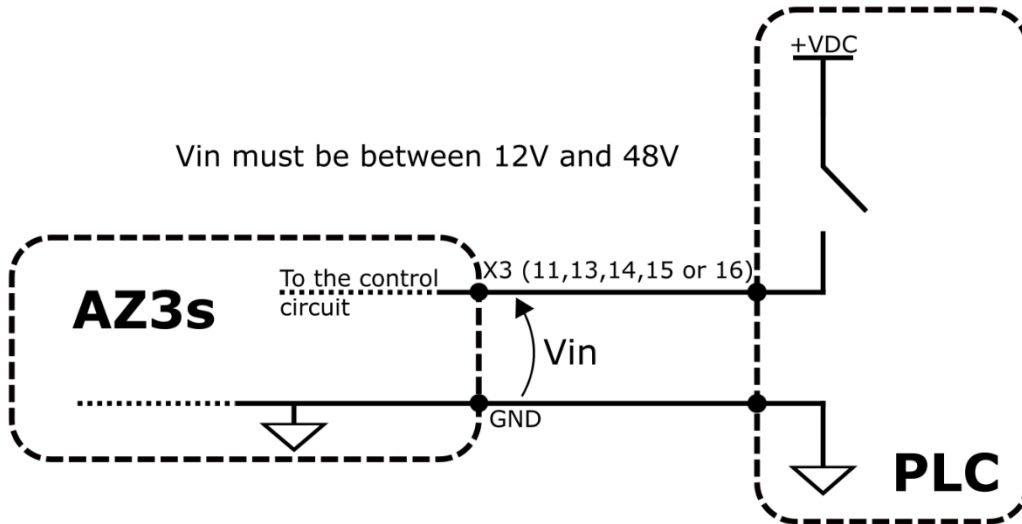 +VDC
Vin must be between 12V and 48V
X3 (11,13,14,15 or 16)
To the control
circuit
AZ3s
Vin
GND
PLC